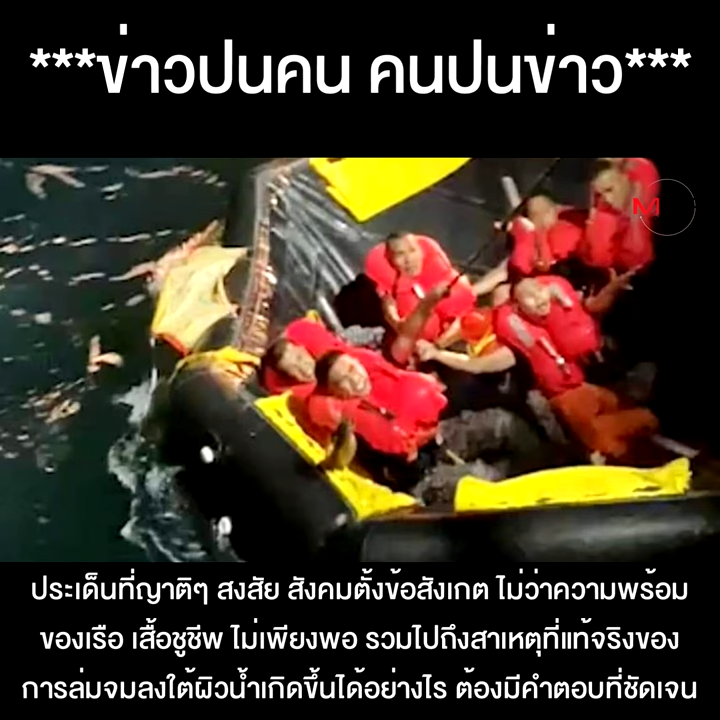 ***ข่าวปนคน คนปนข่าว***
M
ประเด็นที่ญาติๆ สงสัย สังคมตั้งข้อสังเกต ไม่ว่าความพร้อม
ของเรือ เสื้อชูชีพ ไม่เพียงพอ รวมไปถึงสาเหตุที่แท้จริงของ
การล่มจมลงใต้ผิวน้ำเกิดขึ้นได้อย่างไร ต้องมีคำตอบที่ชัดเจน